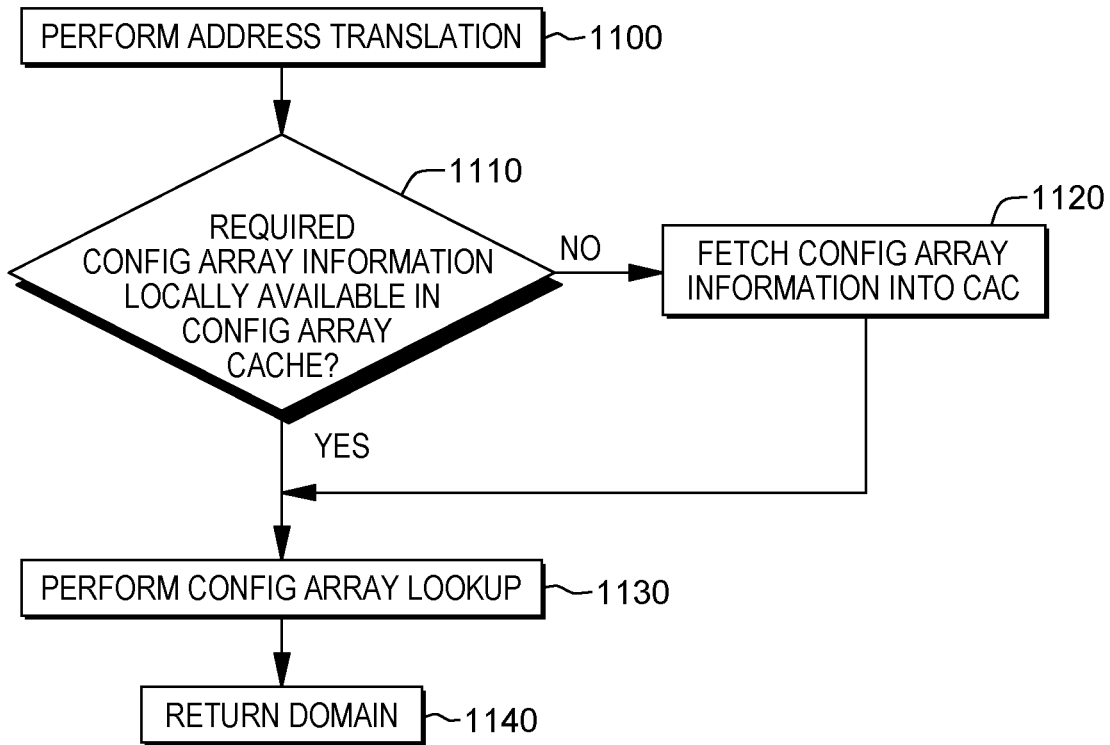 PERFORM ADDRESS TRANSLATION
1100
1110
REQUIRED
CONFIG ARRAY INFORMATION
LOCALLY AVAILABLE IN
CONFIG ARRAY
CACHE?
NO
1120
FETCH CONFIG ARRAY
INFORMATION INTO CAC
YES
PERFORM CONFIG ARRAY LOOKUP
1130
RETURN DOMAIN
1140